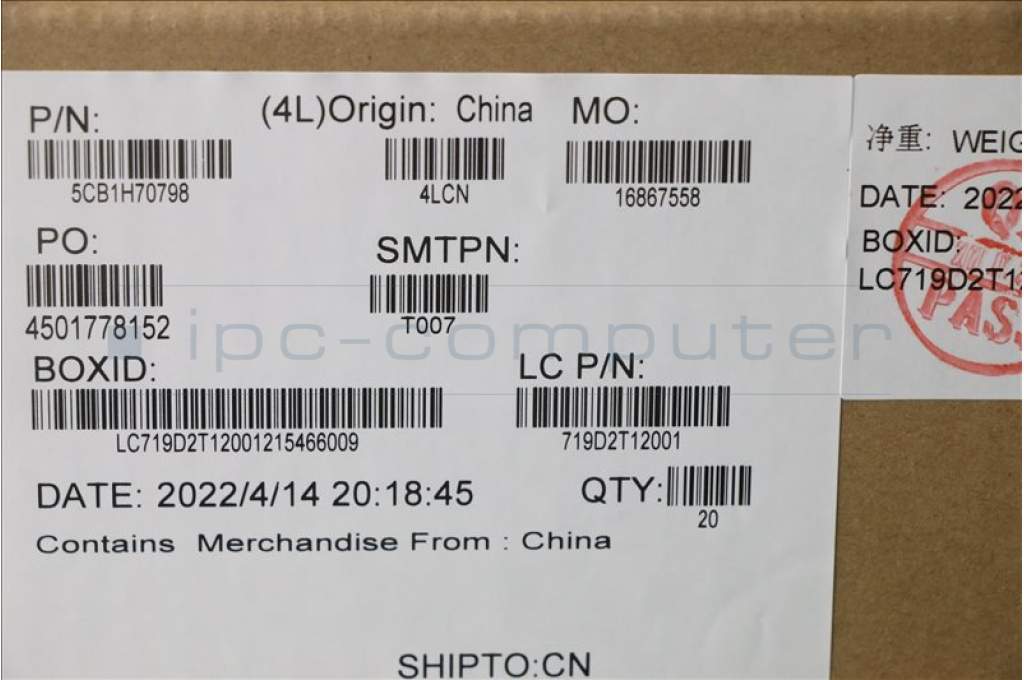 P/N:
(4L)Origin: China
MO:
5CB1H70798
4LCN
16867558
PO:
SMTPN:
4501778152
T007
ipc-computer
BOXID:
LC P/N:
LC719D2T12001215466009
719D2T12001
DATE: 2022/4/14 20:18:45
QTY:
20
Contains Merchandise From : China
SHIPTO:CN
净重: WEIG
DATE: 2022
BOXID:
LC719D2T12
PAS